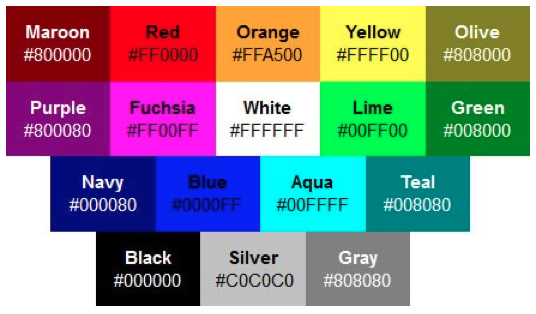 Maroon Red Orange Yellow Olive
#800000 #FF0000 #FFA500 #FFFF00 #808000
Purple Fuchsia White Lime Green
#800080 #FF00FF #FFFFFF #00FF00 #008000
Navy Blue Aqua Teal
#000080 #0000FF #00FFFF #008080
Black Silver Gray
#000000 #C0C0C0 #808080